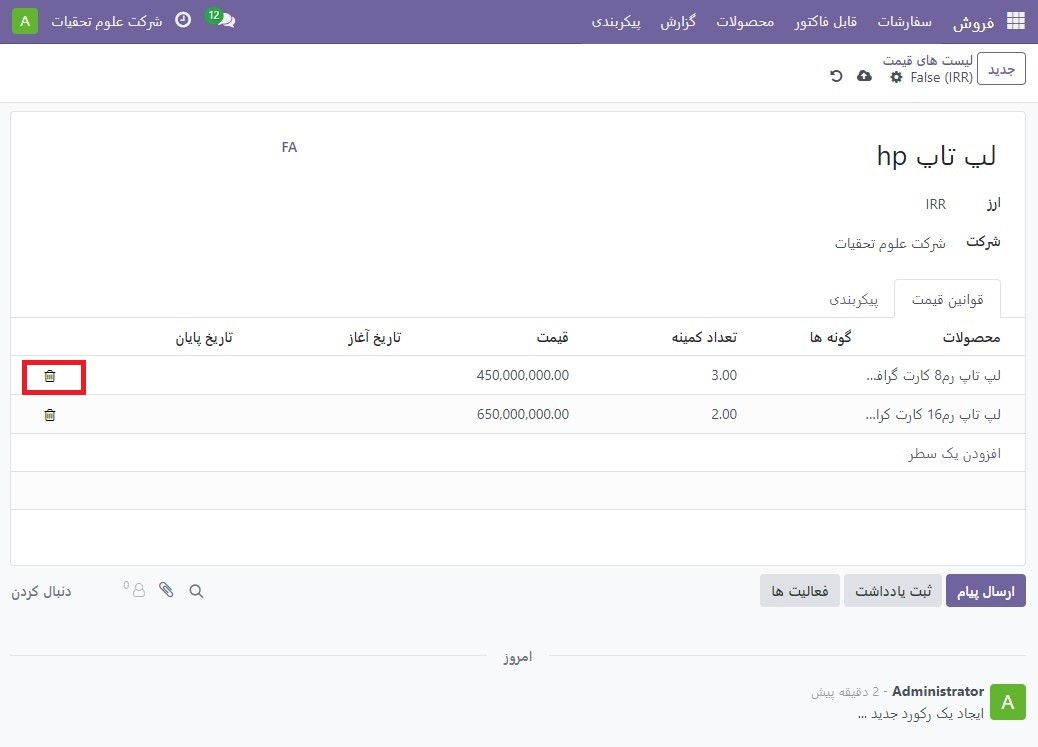 فروش سفارشات قابل فاکتور محصولات گزارش پیکربندی 12 شرکت علوم تحقیات A
جدید لیست های قیمت
False (IRR)
FA
لپ تاپ hp
ارز IRR
شرکت شرکت علوم تحقیات
قوانین قیمت پیکربندی
محصولات گونه ها تعداد کمینه قیمت تاریخ آغاز تاریخ پایان
لپ تاپ رم8 کارت گراف... 3.00 450,000,000.00
لپ تاپ رم16 کارت کرا... 2.00 650,000,000.00
افزودن یک سطر
ارسال پیام ثبت یادداشت فعالیت ها 0 دنبال کردن
امروز
A Administrator - 2 دقیقه پیش
ایجاد یک رکورد جدید ...